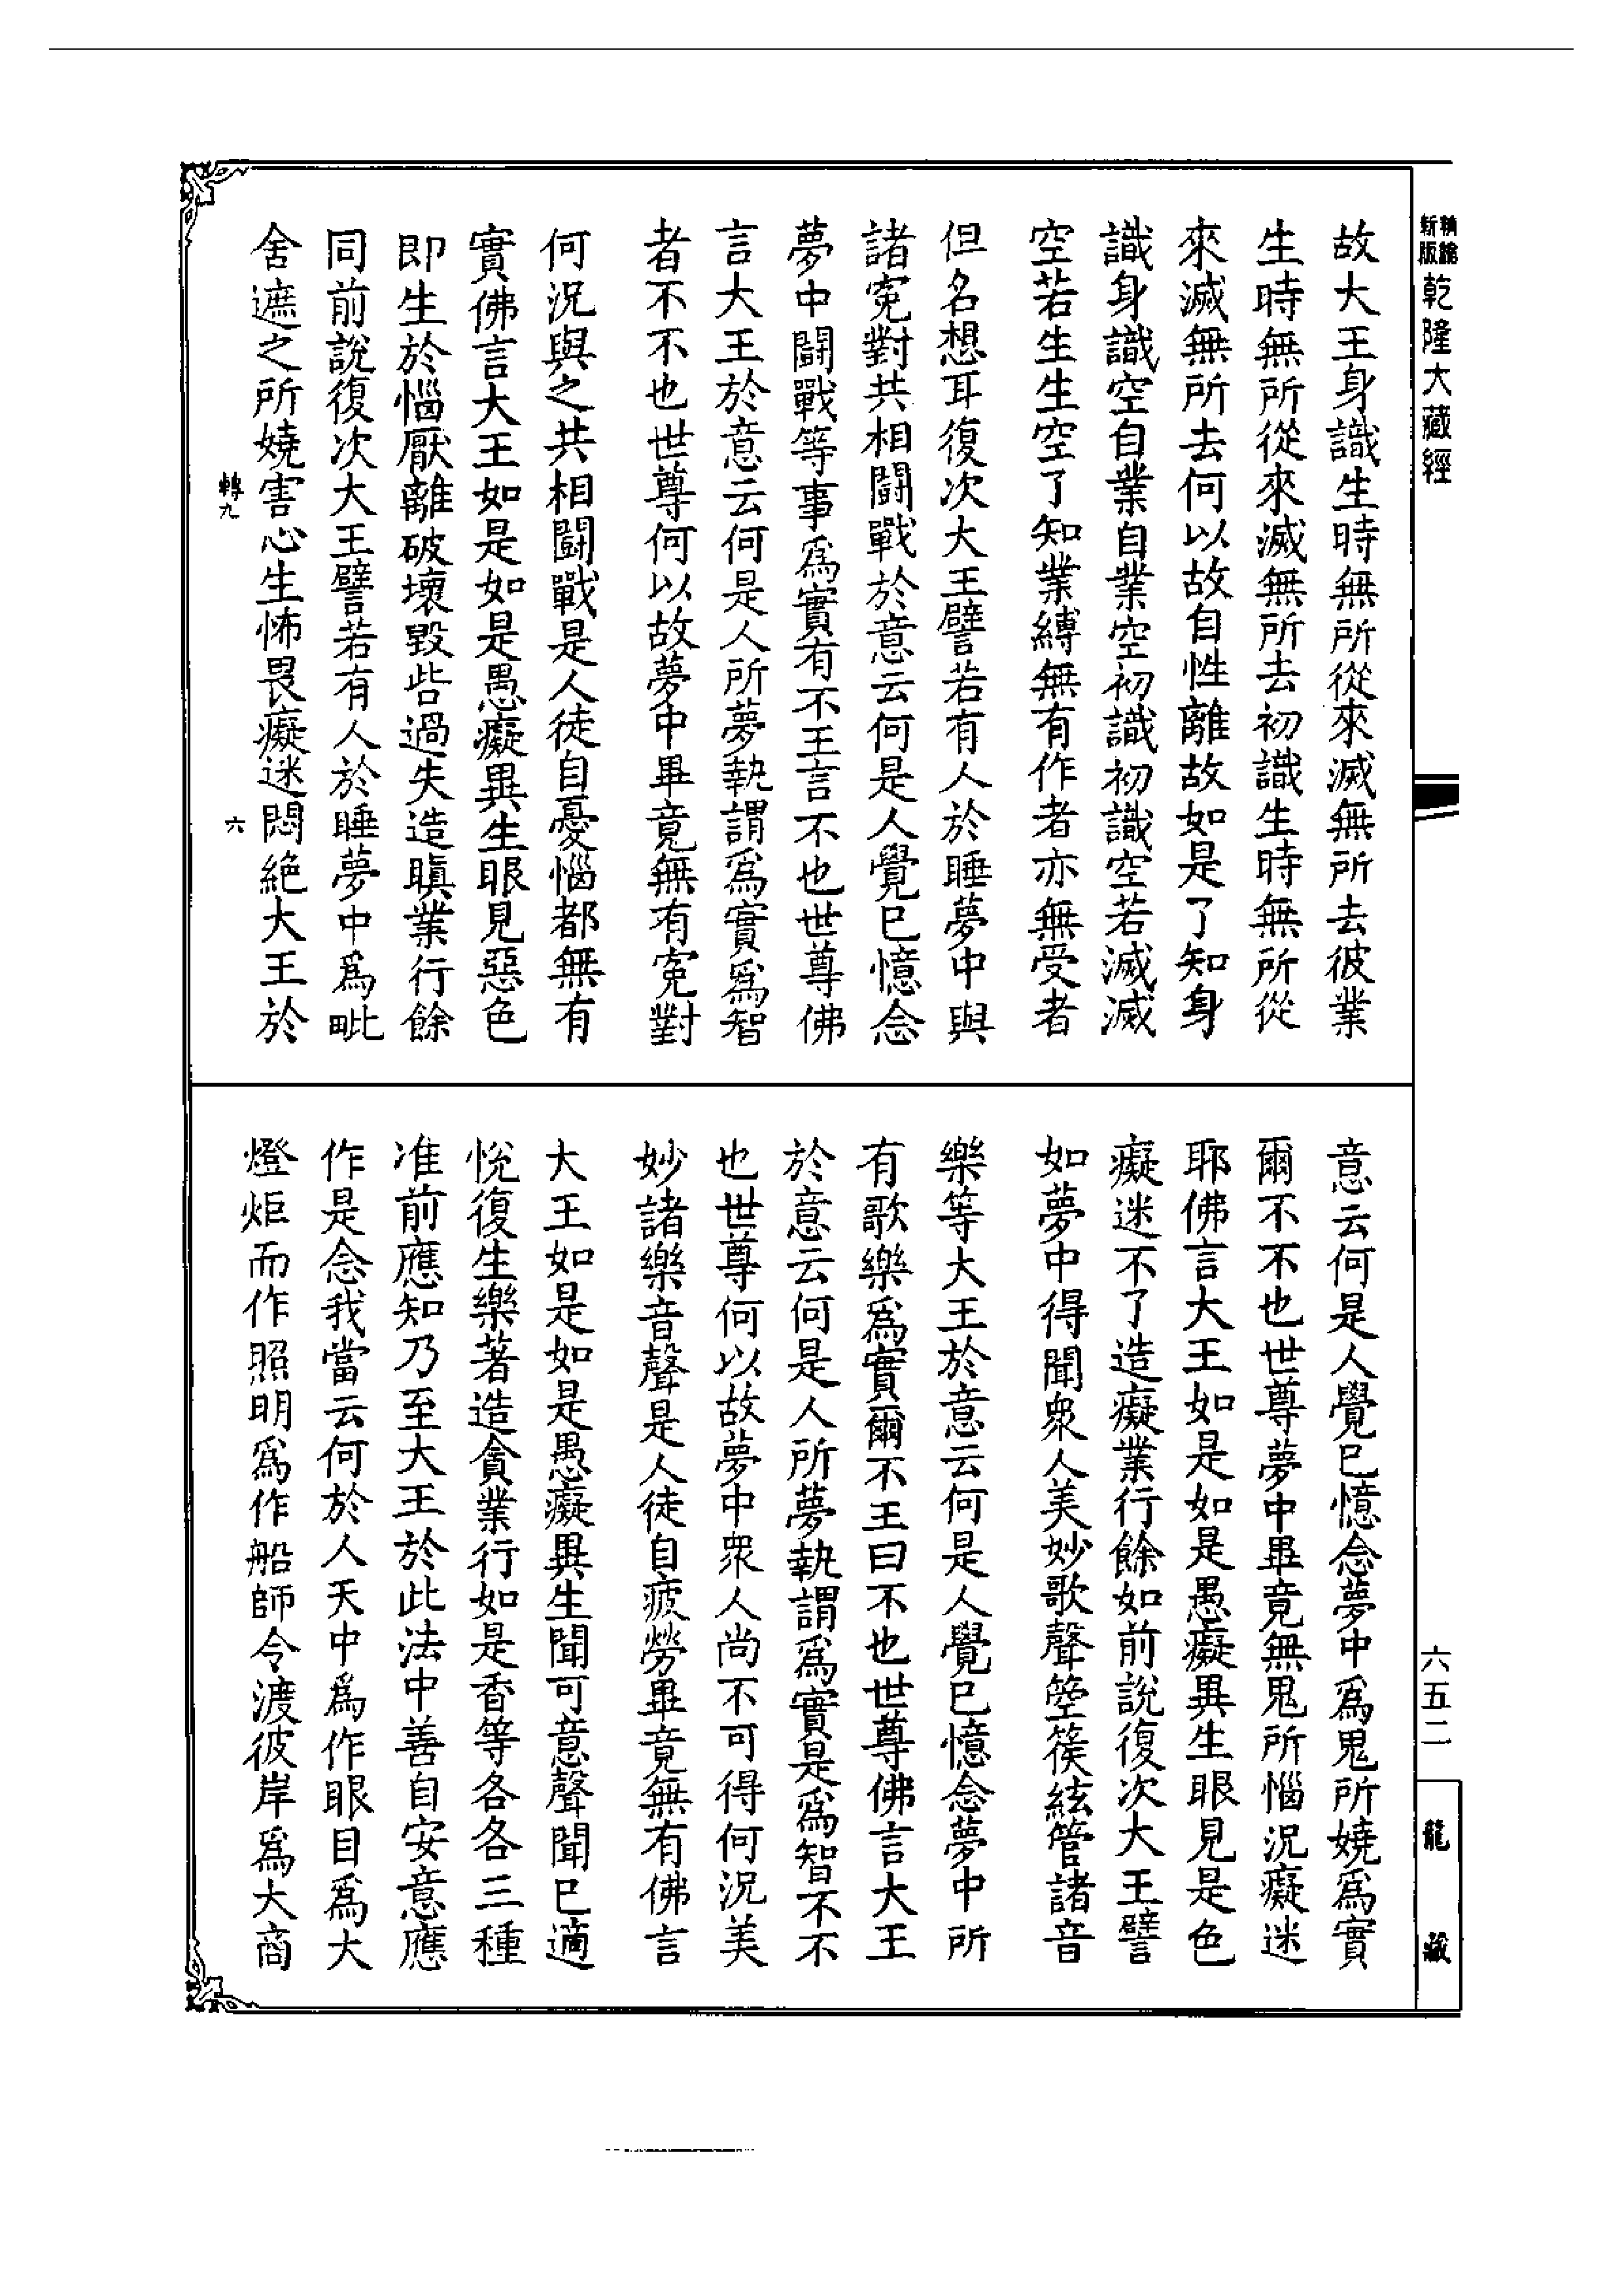 新版
精縮
乾隆大藏經
故大王身識生時無所從來滅無所去彼業
生時無所從來滅無所去初識生時無所從
來滅無所去何以故自性離故如是了知身
識身識空自業自業空初識初識空若滅滅
空若生生空了知業縛無有作者亦無受者
但名想耳復次大王譬若有人於睡夢中與
諸寃對共相鬪戰於意云何是人覺已憶念
夢中鬪戰等事爲實有不王言不也世尊佛
言大王於意云何是人所夢執謂爲實爲智
者不不也世尊何以故夢中畢竟無有寃對
何況與之共相鬪戰是人徒自憂惱都無有
實佛言大王如是如是愚癡異生眼見惡色
即生於惱厭離破壞毀呰過失造瞋業行餘
同前說復次大王譬若有人於睡夢中爲毗
舍遮之所嬈害心生怖畏癡迷悶絶大王於
轉九
六
意云何是人覺已憶念夢中爲鬼所嬈爲實
爾不不也世尊夢中畢竟無鬼所惱況癡迷
耶佛言大王如是如是愚癡異生眼見是色
癡迷不了造癡業行餘如前說復次大王譬
如夢中得聞衆人美妙歌聲箜篌絃管諸音
樂等大王於意云何是人覺已憶念夢中所
有歌樂爲實爾不王曰不也世尊佛言大王
於意云何是人所夢執謂爲實是爲智不不
也世尊何以故夢中衆人尚不可得何況美
妙諸樂音聲是人徒自疲勞畢竟無有佛言
大王如是如是愚癡異生聞可意聲聞已適
悅復生樂著造貪業行如是香等各各三種
准前應知乃至大王於此法中善自安意應
作是念我當云何於人天中爲作眼目爲大
燈炬而作照明爲作船師令渡彼岸爲大商
六五二
龍藏